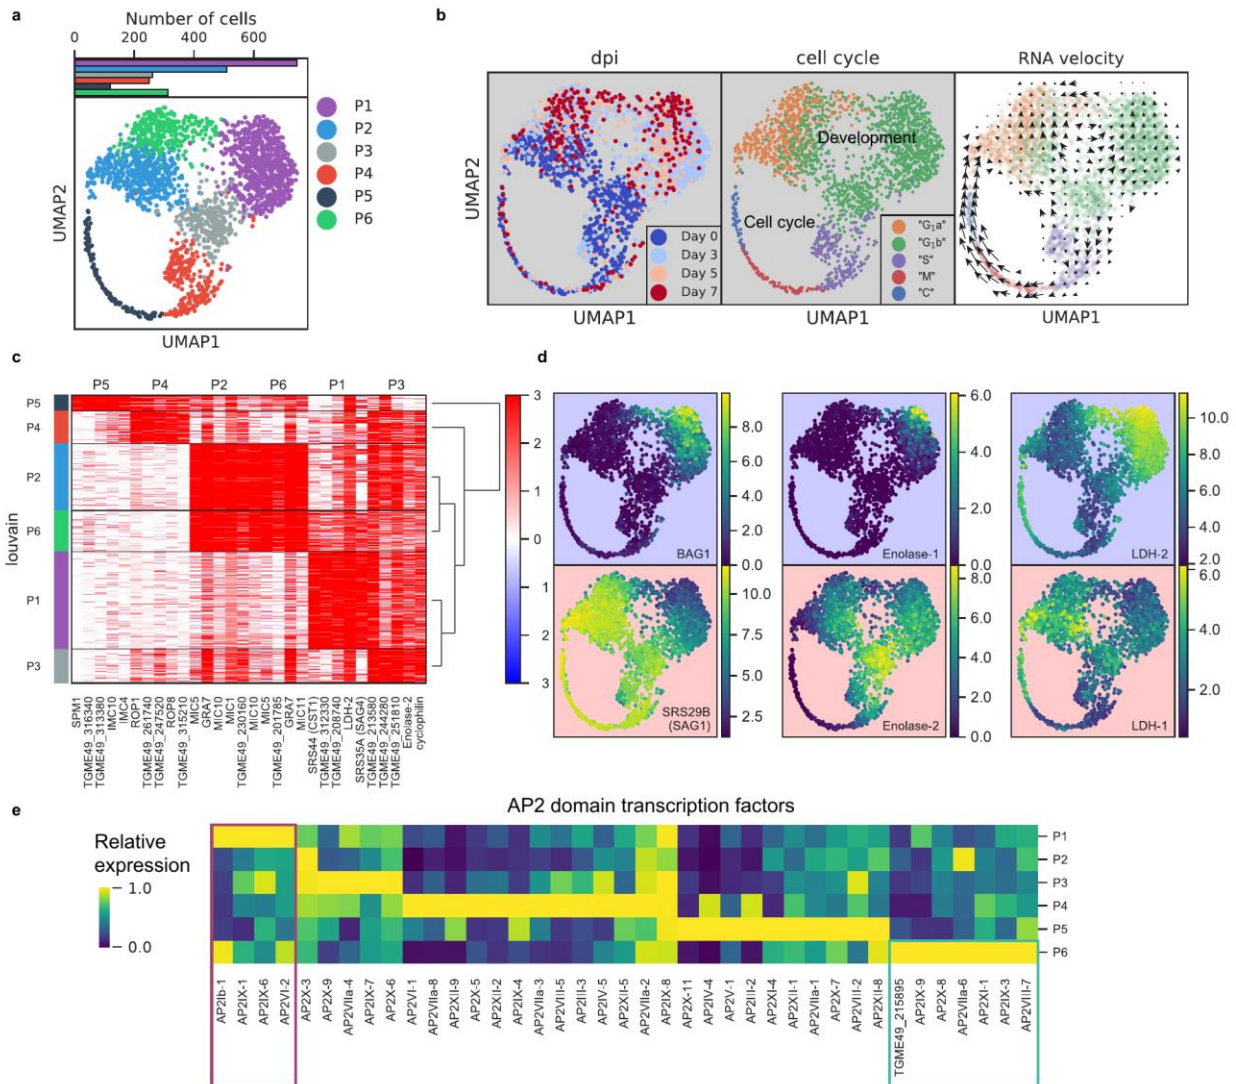 a
Number of cells
0 200 400 600
P1
P2
P3
P4
P5
P6
UMAP2
UMAP1
b
dpi
cell cycle
RNA velocity
UMAP2
Development
Cell cycle
Day 0
Day 3
Day 5
Day 7
"G₁a"
"G₁b"
"S"
"M"
"C"
UMAP1
UMAP1
UMAP1
c
P5 P4 P2 P6 P1 P3
P5
P4
P2
P6
P1
P3
louvain
3
2
1
0
1
2
3
SPM1
TGME49_316340
TGME49_313380
IMC10
IMC4
ROP1
TGME49_261740
TGME49_247520
ROP8
TGME49_315210
MIC5
GRA7
MIC10
MIC1
TGME49_230160
MIC10
MIC5
TGME49_201785
GRA7
MIC11
SRS44 (CST1)
TGME49_312330
TGME49_208740
LDH-2
SRS35A (SAG4)
TGME49_213580
TGME49_244280
TGME49_251810
Enolase-2
cyclophilin
d
BAG1
8.0
6.0
4.0
2.0
0.0
Enolase-1
6.0
4.0
2.0
0.0
LDH-2
10.0
8.0
6.0
4.0
2.0
SRS29B
(SAG1)
10.0
7.5
5.0
2.5
Enolase-2
8.0
6.0
4.0
2.0
0.0
LDH-1
6.0
4.0
2.0
e
AP2 domain transcription factors
Relative
expression
1.0
0.0
P1
P2
P3
P4
P5
P6
AP2Ib-1
AP2IX-1
AP2IX-6
AP2VI-2
AP2X-3
AP2X-9
AP2VIIa-4
AP2IX-7
AP2X-6
AP2VI-1
AP2VIIa-8
AP2XII-9
AP2X-5
AP2XII-2
AP2IX-4
AP2VIIa-3
AP2VIII-5
AP2III-3
AP2IV-5
AP2XII-5
AP2VIIa-2
AP2IX-8
AP2X-11
AP2IV-4
AP2V-1
AP2III-2
AP2XI-4
AP2XII-1
AP2VIIa-1
AP2X-7
AP2VIII-2
AP2XII-8
TGME49_215895
AP2IX-9
AP2X-8
AP2VIIa-6
AP2XI-1
AP2IX-3
AP2VIII-7